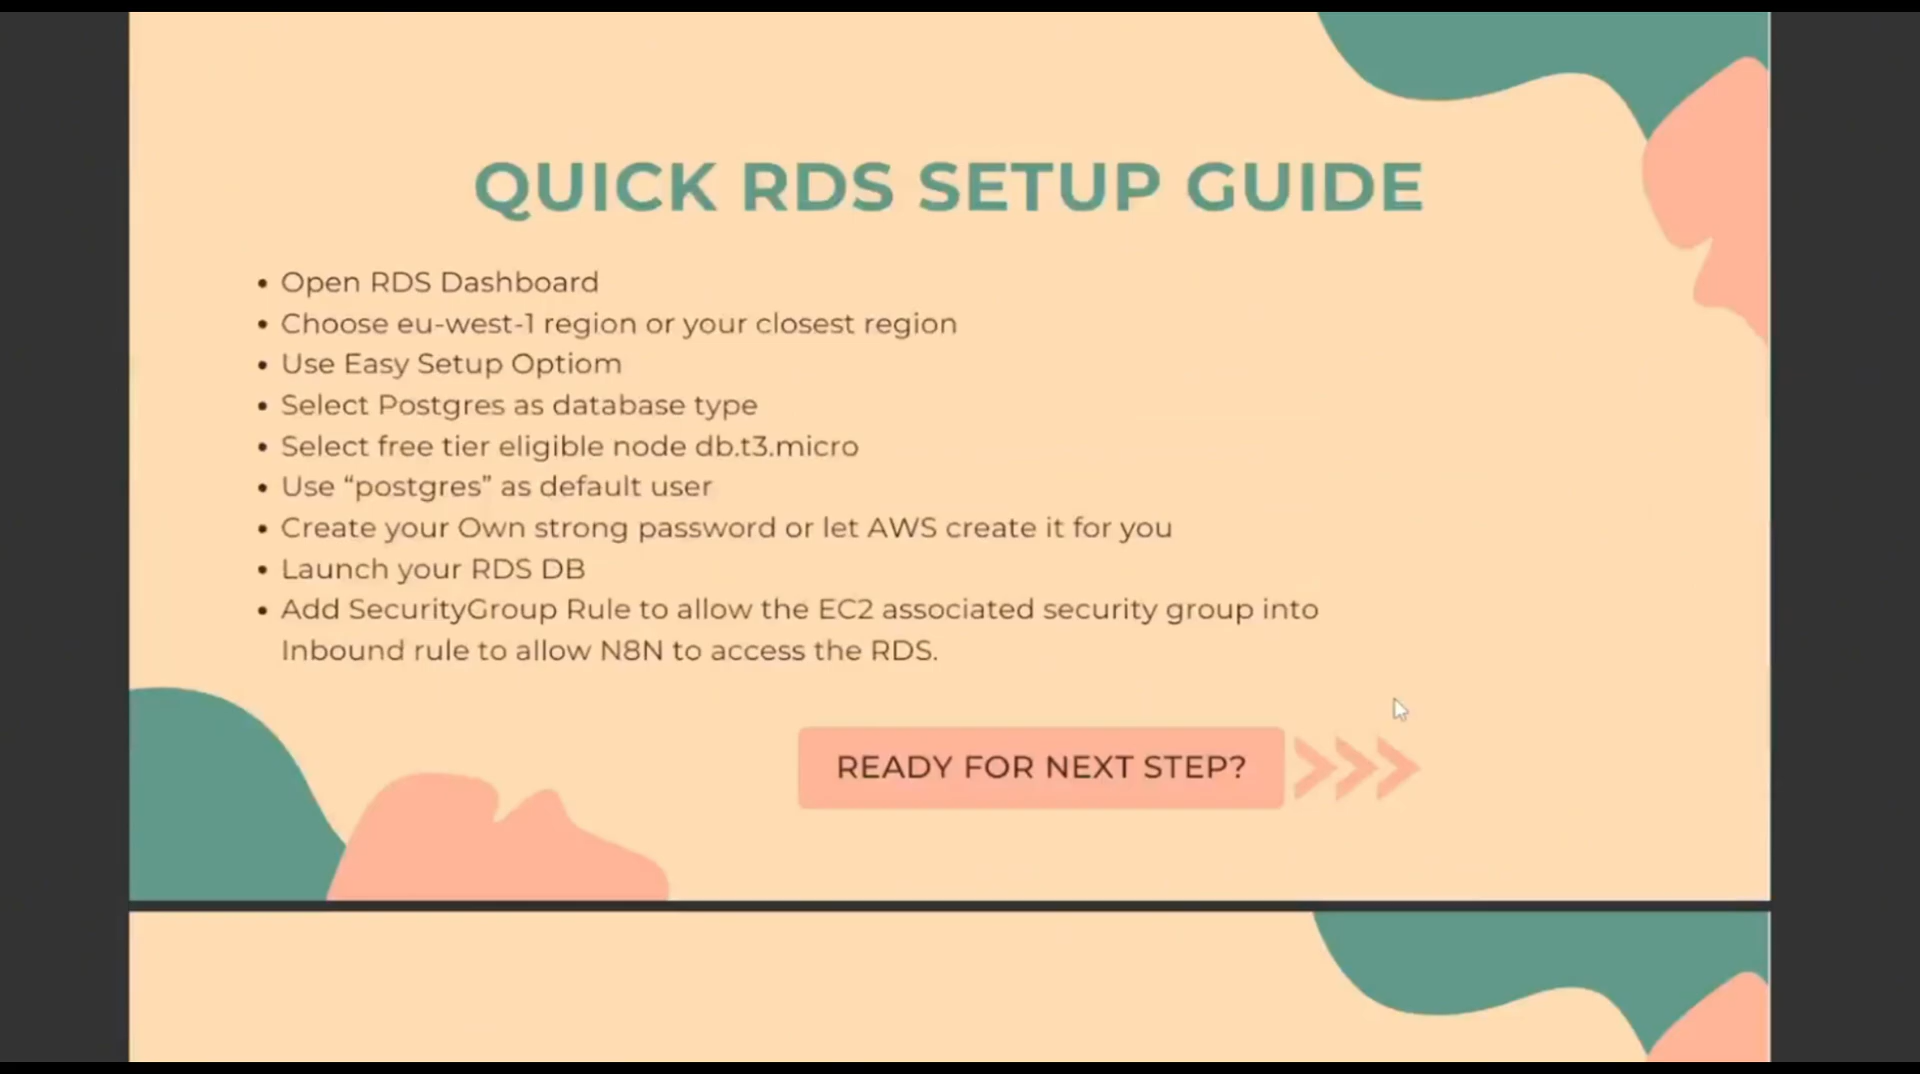 QUICK RDS SETUP GUIDE
• Open RDS Dashboard
• Choose eu-west-1 region or your closest region
• Use Easy Setup Optiom
• Select Postgres as database type
• Select free tier eligible node db.t3.micro
• Use “postgres” as default user
• Create your Own strong password or let AWS create it for you
• Launch your RDS DB
• Add SecurityGroup Rule to allow the EC2 associated security group into
Inbound rule to allow N8N to access the RDS.
READY FOR NEXT STEP?